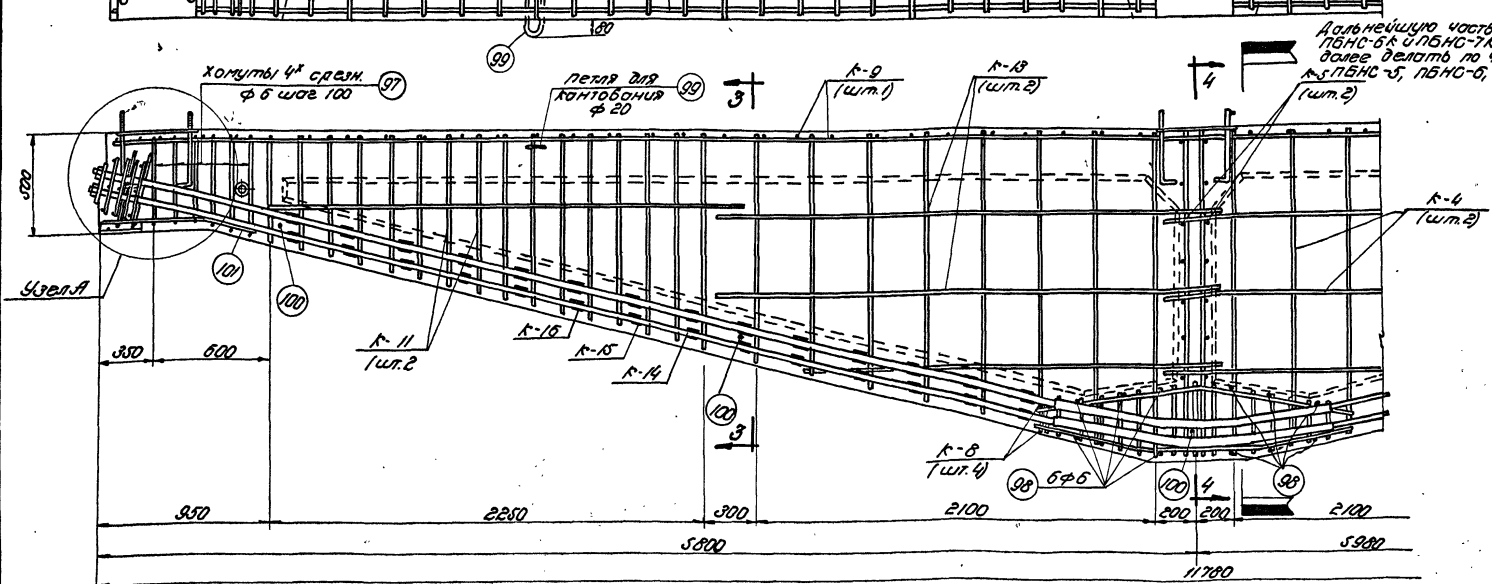 80
99
Дальнейшую часть
ПБНС-6К и ПБНС-7К
далее делать по ч
ПБНС-5, ПБНС-6,
Хомуты 4х срезн.
ф 6 шаг 100
97
петля для
кантования
ф 20
99
3
к-9
(шт.1)
к-13
(шт.2)
4
к-5
(шт.2)
500
к-4
(шт.2)
Узел А
101
100
350
600
к-11
(шт.2
к-16
к-15
к-14
100
3
к-8
(шт.4)
98
6ф6
100
4
98
950
2250
300
2100
200
200
2100
5800
5980
11780